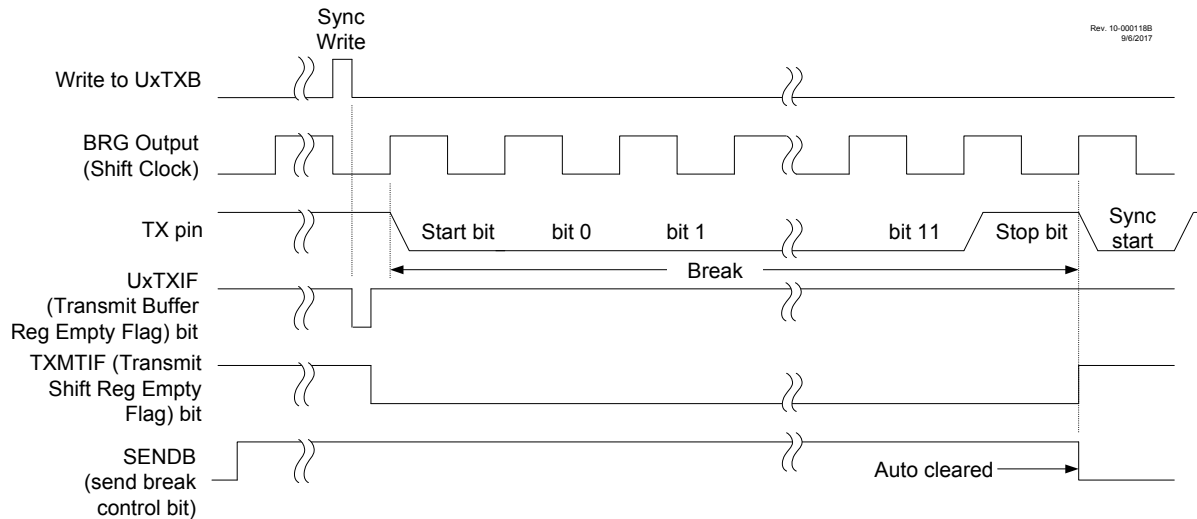 Sync
Write
Rev. 10-000118B
9/6/2017
Write to UxTXB
BRG Output
(Shift Clock)
TX pin
Start bit
bit 0
bit 1
bit 11
Stop bit
Sync
start
Break
UxTXIF
(Transmit Buffer
Reg Empty Flag) bit
TXMTIF (Transmit
Shift Reg Empty
Flag) bit
SENDB
(send break
control bit)
Auto cleared